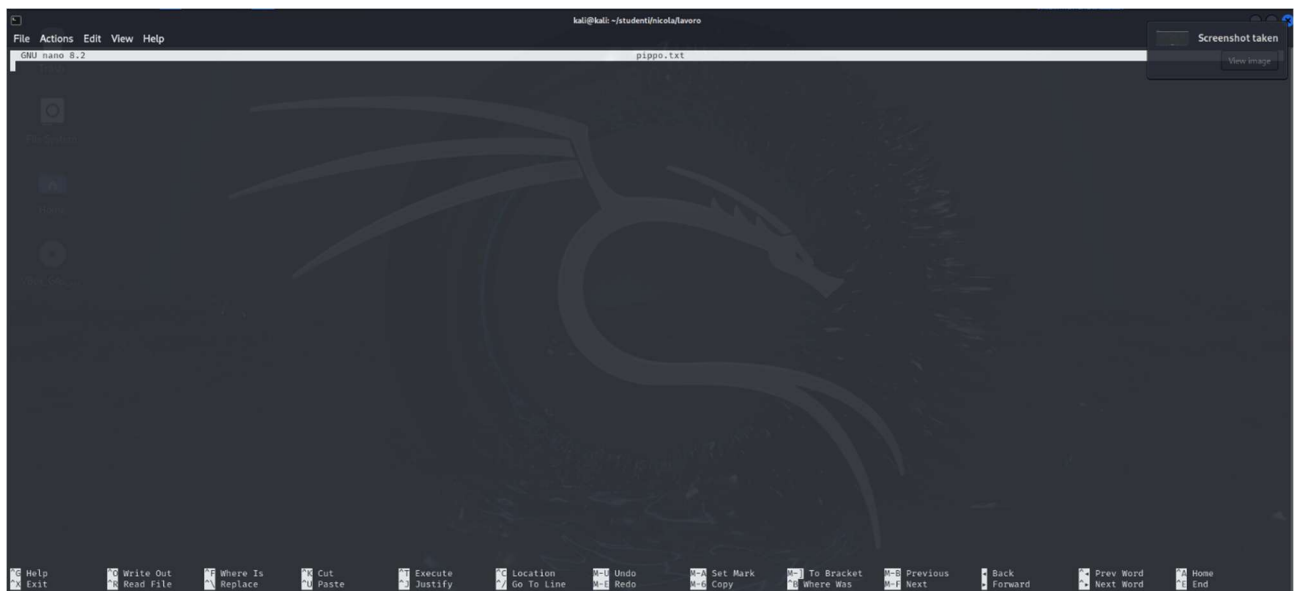 kali@kali: ~/studenti/nicola/lavoro
File Actions Edit View Help
Screenshot taken
View image
GNU nano 8.2 pippo.txt
Home
^G Help ^O Write Out ^F Where Is ^K Cut ^T Execute ^C Location M-U Undo M-A Set Mark M-] To Bracket M-B Previous ◂ Back ^◂ Prev Word ^A Home
^X Exit ^R Read File ^\ Replace ^U Paste ^J Justify ^/ Go To Line M-E Redo M-6 Copy ^B Where Was M-F Next ▸ Forward ^▸ Next Word ^E End